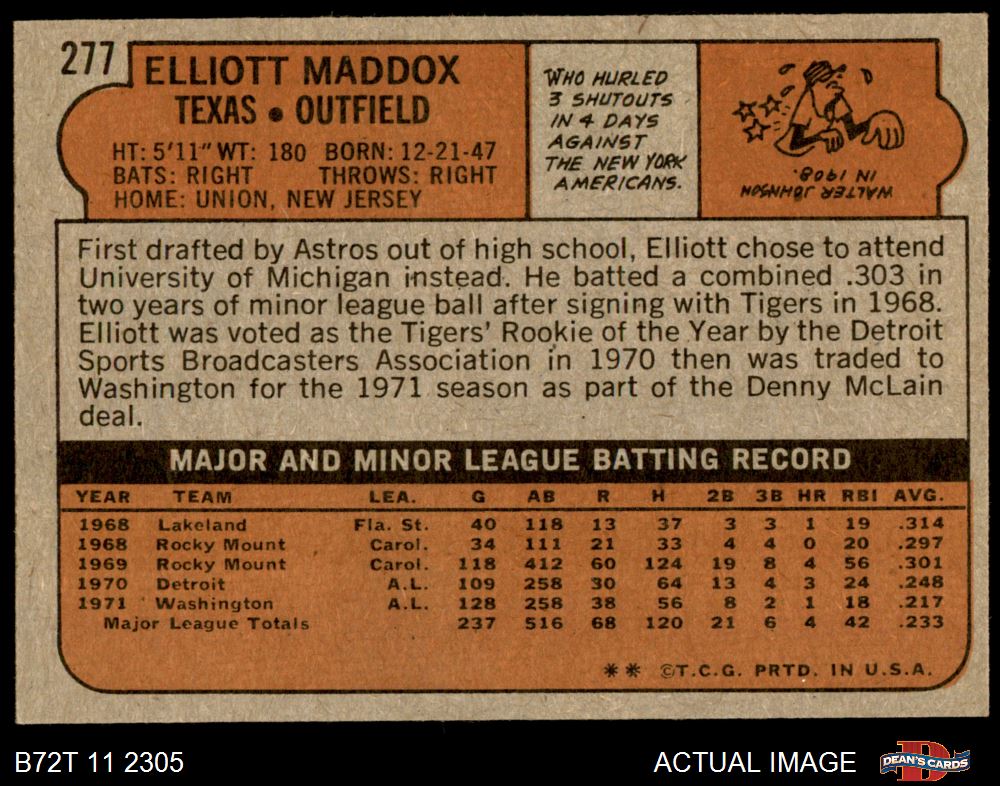 277
ELLIOTT MADDOX
TEXAS • OUTFIELD
HT: 5'11" WT: 180 BORN: 12-21-47
BATS: RIGHT THROWS: RIGHT
HOME: UNION, NEW JERSEY
WHO HURLED
3 SHUTOUTS
IN 4 DAYS
AGAINST
THE NEW YORK
AMERICANS.
WALTER JOHNSON
IN 1908.
First drafted by Astros out of high school, Elliott chose to attend
University of Michigan instead. He batted a combined .303 in
two years of minor league ball after signing with Tigers in 1968.
Elliott was voted as the Tigers' Rookie of the Year by the Detroit
Sports Broadcasters Association in 1970 then was traded to
Washington for the 1971 season as part of the Denny McLain
deal.
MAJOR AND MINOR LEAGUE BATTING RECORD
YEAR TEAM LEA. G AB R H 2B 3B HR RBI AVG.
1968 Lakeland Fla. St. 40 118 13 37 3 3 1 19 .314
1968 Rocky Mount Carol. 34 111 21 33 4 4 0 20 .297
1969 Rocky Mount Carol. 118 412 60 124 19 8 4 56 .301
1970 Detroit A.L. 109 258 30 64 13 4 3 24 .248
1971 Washington A.L. 128 258 38 56 8 2 1 18 .217
Major League Totals 237 516 68 120 21 6 4 42 .233
** ©T.C.G. PRTD. IN U.S.A.
B72T 11 2305
ACTUAL IMAGE
D
DEAN'S CARDS